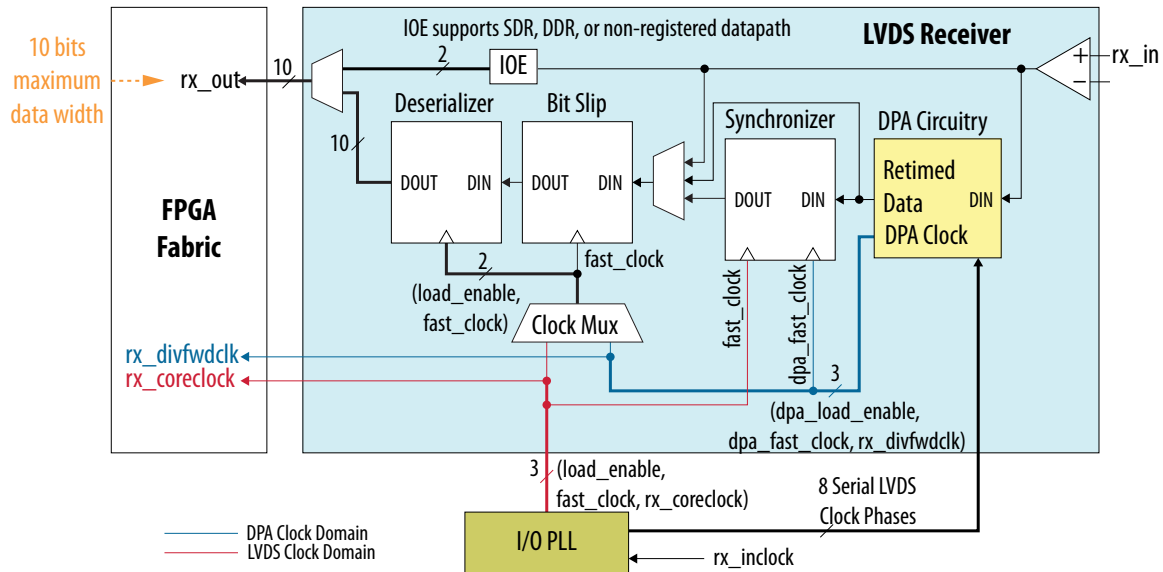 IOE supports SDR, DDR, or non-registered datapath
LVDS Receiver
10 bits
maximum
data width
rx_out
10
2
IOE
+
−
rx_in
Deserializer
Bit Slip
Synchronizer
DPA Circuitry
10
DOUT
DIN
DOUT
DIN
DOUT
DIN
Retimed
Data
DIN
DPA Clock
FPGA
Fabric
2
fast_clock
(load_enable,
fast_clock)
Clock Mux
fast_clock
dpa_fast_clock
rx_divfwdclk
rx_coreclock
3
(dpa_load_enable,
dpa_fast_clock, rx_divfwdclk)
3
(load_enable,
fast_clock, rx_coreclock)
8 Serial LVDS
Clock Phases
I/O PLL
rx_inclock
DPA Clock Domain
LVDS Clock Domain